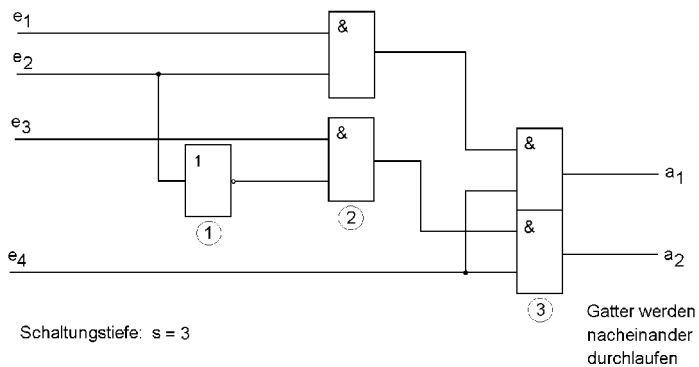 e1
&
e2
e3
&
1
1
2
&
a1
&
e4
a2
3
Gatter werden
nacheinander
durchlaufen
Schaltungstiefe: s = 3